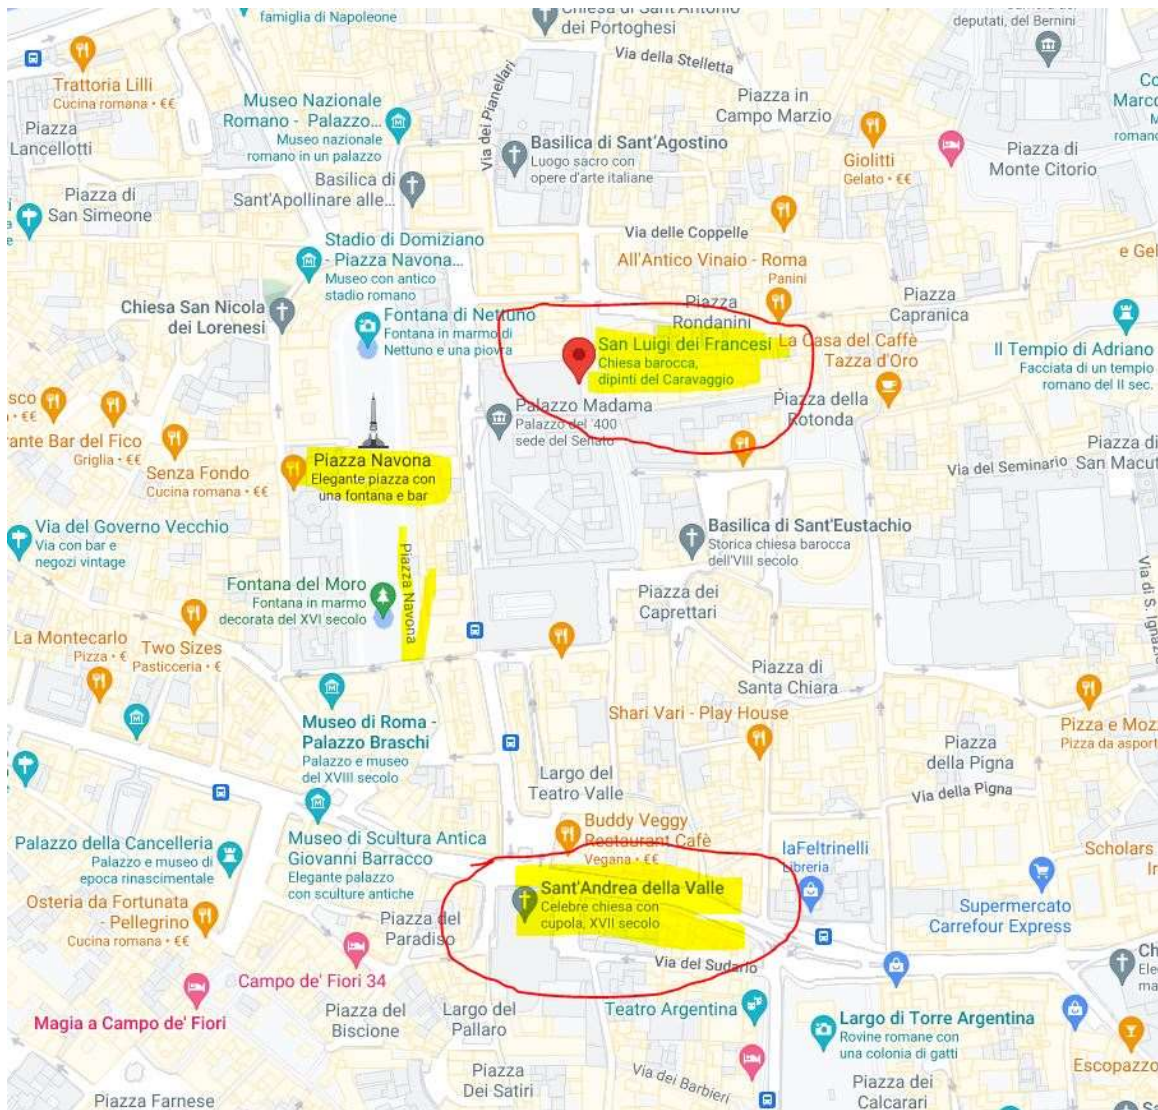 famiglia di Napoleone
Chiesa di Sant'Antonio
dei Portoghesi
deputati, del Bernini
Trattoria Lilli
Cucina romana • €€
Piazza
Lancellotti
Museo Nazionale
Romano - Palazzo...
Museo nazionale
romano in un palazzo
Via dei Pianellari
Via della Stelletta
Piazza in
Campo Marzio
Basilica di Sant'Agostino
Luogo sacro con
opere d'arte italiane
Giolitti
Gelato • €€
Piazza di
Monte Citorio
Basilica di
Sant'Apollinare alle...
Piazza di
San Simeone
Stadio di Domiziano
- Piazza Navona...
Museo con antico
stadio romano
Via delle Coppelle
All'Antico Vinaio - Roma
Panini
Chiesa San Nicola
dei Lorenesi
Fontana di Nettuno
Fontana in marmo di
Nettuno e una piovra
Piazza
Rondanini
Piazza
Capranica
San Luigi dei Francesi
Chiesa barocca,
dipinti del Caravaggio
La Casa del Caffè
Tazza d'Oro
Il Tempio di Adriano
Facciata di un tempio
romano del II sec.
Palazzo Madama
Palazzo del '400
sede del Senato
Piazza della
Rotonda
rante Bar del Fico
Griglia • €€
Senza Fondo
Cucina romana • €€
Piazza Navona
Elegante piazza con
una fontana e bar
Via del Seminario
Piazza di
San Macut
Via del Governo Vecchio
Via con bar e
negozi vintage
Basilica di Sant'Eustachio
Storica chiesa barocca
dell'VIII secolo
Piazza Navona
Fontana del Moro
Fontana in marmo
decorata del XVI secolo
Piazza dei
Caprettari
Via di S. Ignazio
La Montecarlo
Pizza • €
Two Sizes
Pasticceria • €
Piazza di
Santa Chiara
Museo di Roma -
Palazzo Braschi
Palazzo e museo
del XVIII secolo
Shari Vari - Play House
Pizza e Moz
Pizza da asport
Piazza
della Pigna
Largo del
Teatro Valle
Via della Pigna
Palazzo della Cancelleria
Palazzo e museo di
epoca rinascimentale
Museo di Scultura Antica
Giovanni Barracco
Elegante palazzo
con sculture antiche
Buddy Veggy
Restaurant Cafè
Vegana • €€
laFeltrinelli
Libreria
Scholars
Osteria da Fortunata
- Pellegrino
Cucina romana • €€
Piazza del
Paradiso
Sant'Andrea della Valle
Celebre chiesa con
cupola, XVII secolo
Supermercato
Carrefour Express
Via del Sudario
Campo de' Fiori 34
Magia a Campo de' Fiori
Piazza del
Biscione
Largo del
Pallaro
Teatro Argentina
Largo di Torre Argentina
Rovine romane con
una colonia di gatti
Escopazzo
Piazza
Dei Satiri
Via dei Barbieri
Piazza dei
Calcarari
Piazza Farnese